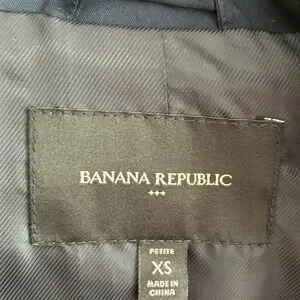 BANANA REPUBLIC
PETITE
XS
MADE IN
CHINA